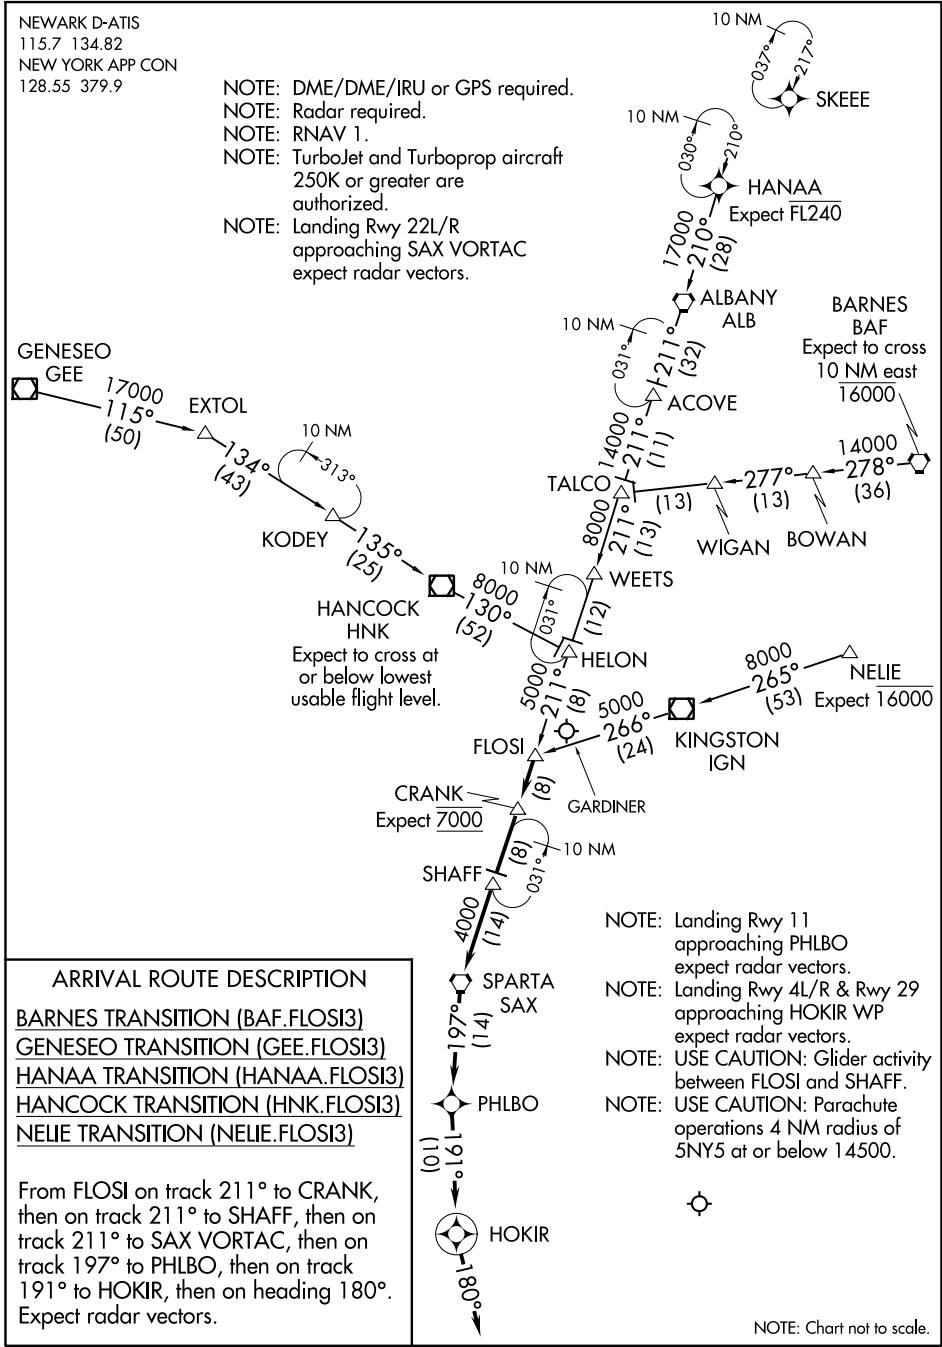 NEWARK D-ATIS
115.7 134.82
NEW YORK APP CON
128.55 379.9
NOTE: DME/DME/IRU or GPS required.
NOTE: Radar required.
NOTE: RNAV 1.
NOTE: TurboJet and Turboprop aircraft
250K or greater are
authorized.
NOTE: Landing Rwy 22L/R
approaching SAX VORTAC
expect radar vectors.
10 NM
037°
217°
SKEEE
10 NM
030°
210°
HANAA
Expect FL240
17000
210°
(28)
ALBANY
ALB
10 NM
031°
211°
(32)
ACOVE
BARNES
BAF
Expect to cross
10 NM east
16000
14000
278°
(36)
BOWAN
277°
(13)
WIGAN
(13)
14000
211°
(11)
TALCO
8000
211°
(13)
WEETS
(12)
GENESEO
GEE
17000
115°
(50)
EXTOL
134°
(43)
10 NM
313°
KODEY
135°
(25)
HANCOCK
HNK
Expect to cross at
or below lowest
usable flight level.
8000
130°
(52)
10 NM
031°
HELON
5000
211°
(8)
NELIE
Expect 16000
8000
265°
(53)
KINGSTON
IGN
5000
266°
(24)
GARDINER
FLOSI
(8)
CRANK
Expect 7000
(8)
031°
10 NM
SHAFF
4000
(14)
SPARTA
SAX
197°
(14)
PHLBO
191°
(10)
HOKIR
180°
NOTE: Landing Rwy 11
approaching PHLBO
expect radar vectors.
NOTE: Landing Rwy 4L/R & Rwy 29
approaching HOKIR WP
expect radar vectors.
NOTE: USE CAUTION: Glider activity
between FLOSI and SHAFF.
NOTE: USE CAUTION: Parachute
operations 4 NM radius of
5NY5 at or below 14500.
ARRIVAL ROUTE DESCRIPTION
BARNES TRANSITION (BAF.FLOSI3)
GENESEO TRANSITION (GEE.FLOSI3)
HANAA TRANSITION (HANAA.FLOSI3)
HANCOCK TRANSITION (HNK.FLOSI3)
NELIE TRANSITION (NELIE.FLOSI3)
From FLOSI on track 211° to CRANK,
then on track 211° to SHAFF, then on
track 211° to SAX VORTAC, then on
track 197° to PHLBO, then on track
191° to HOKIR, then on heading 180°.
Expect radar vectors.
NOTE: Chart not to scale.